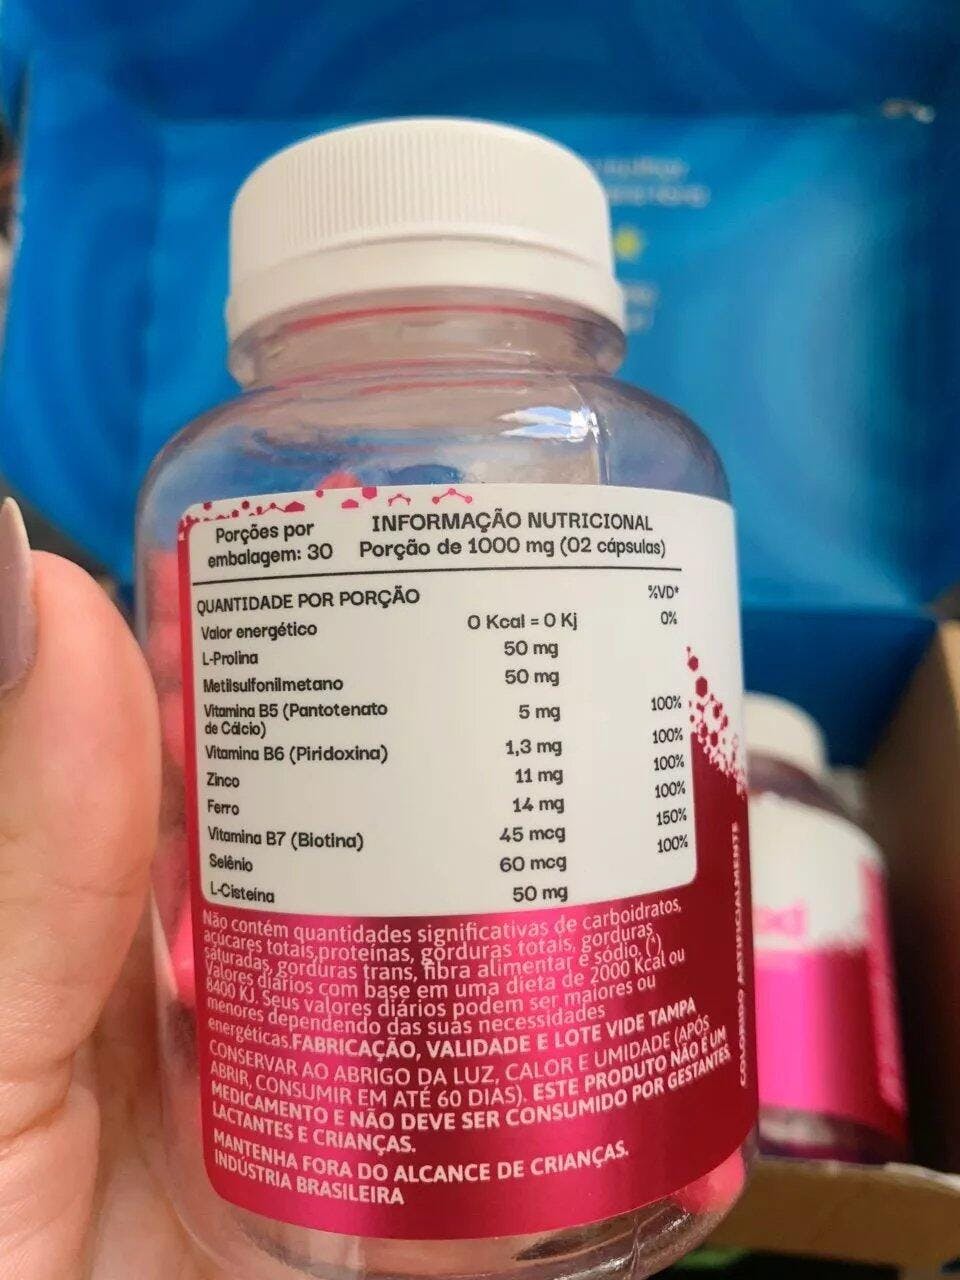 Porções por
embalagem: 30
INFORMAÇÃO NUTRICIONAL
Porção de 1000 mg (02 cápsulas)
QUANTIDADE POR PORÇÃO %VD*
Valor energético 0 Kcal = 0 Kj 0%
L-Prolina 50 mg
Metilsulfonilmetano 50 mg
Vitamina B5 (Pantotenato
de Cálcio) 5 mg 100%
Vitamina B6 (Piridoxina) 1,3 mg 100%
Zinco 11 mg 100%
Ferro 14 mg 100%
Vitamina B7 (Biotina) 45 mcg 150%
Selênio 60 mcg 100%
L-Cisteína 50 mg
Não contém quantidades significativas de carboidratos,
açúcares totais,proteínas, gorduras totais, gorduras
saturadas, gorduras trans, fibra alimentar e sódio. (*)
Valores diários com base em uma dieta de 2000 Kcal ou
8400 KJ. Seus valores diários podem ser maiores ou
menores dependendo das suas necessidades
energéticas.FABRICAÇÃO, VALIDADE E LOTE VIDE TAMPA
CONSERVAR AO ABRIGO DA LUZ, CALOR E UMIDADE (APÓS
ABRIR, CONSUMIR EM ATÉ 60 DIAS). ESTE PRODUTO NÃO É UM
MEDICAMENTO E NÃO DEVE SER CONSUMIDO POR GESTANTES,
LACTANTES E CRIANÇAS.
MANTENHA FORA DO ALCANCE DE CRIANÇAS.
INDÚSTRIA BRASILEIRA
COLORIDO ARTIFICIALMENTE